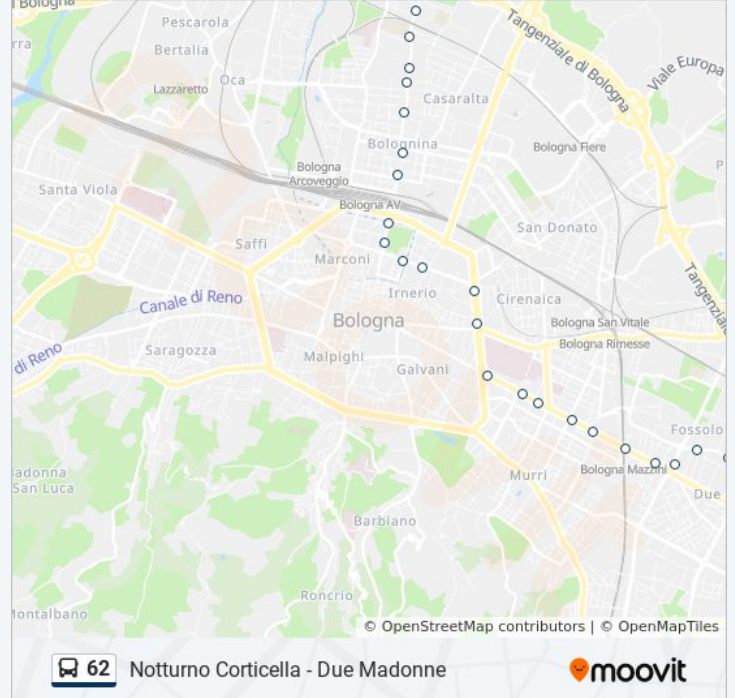 i Bologna
Pescarola
Bertalia
Tangenziale di Bologna
Viale Europa
Oca
Lazzaretto
Casaralta
Bolognina
Bologna Fiere
Bologna
Arcoveggio
Santa Viola
Bologna AV
Saffi
San Donato
Marconi
Irnerio
Cirenaica
Canale di Reno
Tangenziale
Bologna
Bologna San Vitale
Bologna Rimesse
di Reno
Saragozza
Malpighi
Galvani
Fossolo
adonna
San Luca
Murri
Bologna Mazzini
Due
Barbiano
Roncrio
Montalbano
© OpenStreetMap contributors | © OpenMapTiles
62 Notturno Corticella - Due Madonne
moovit